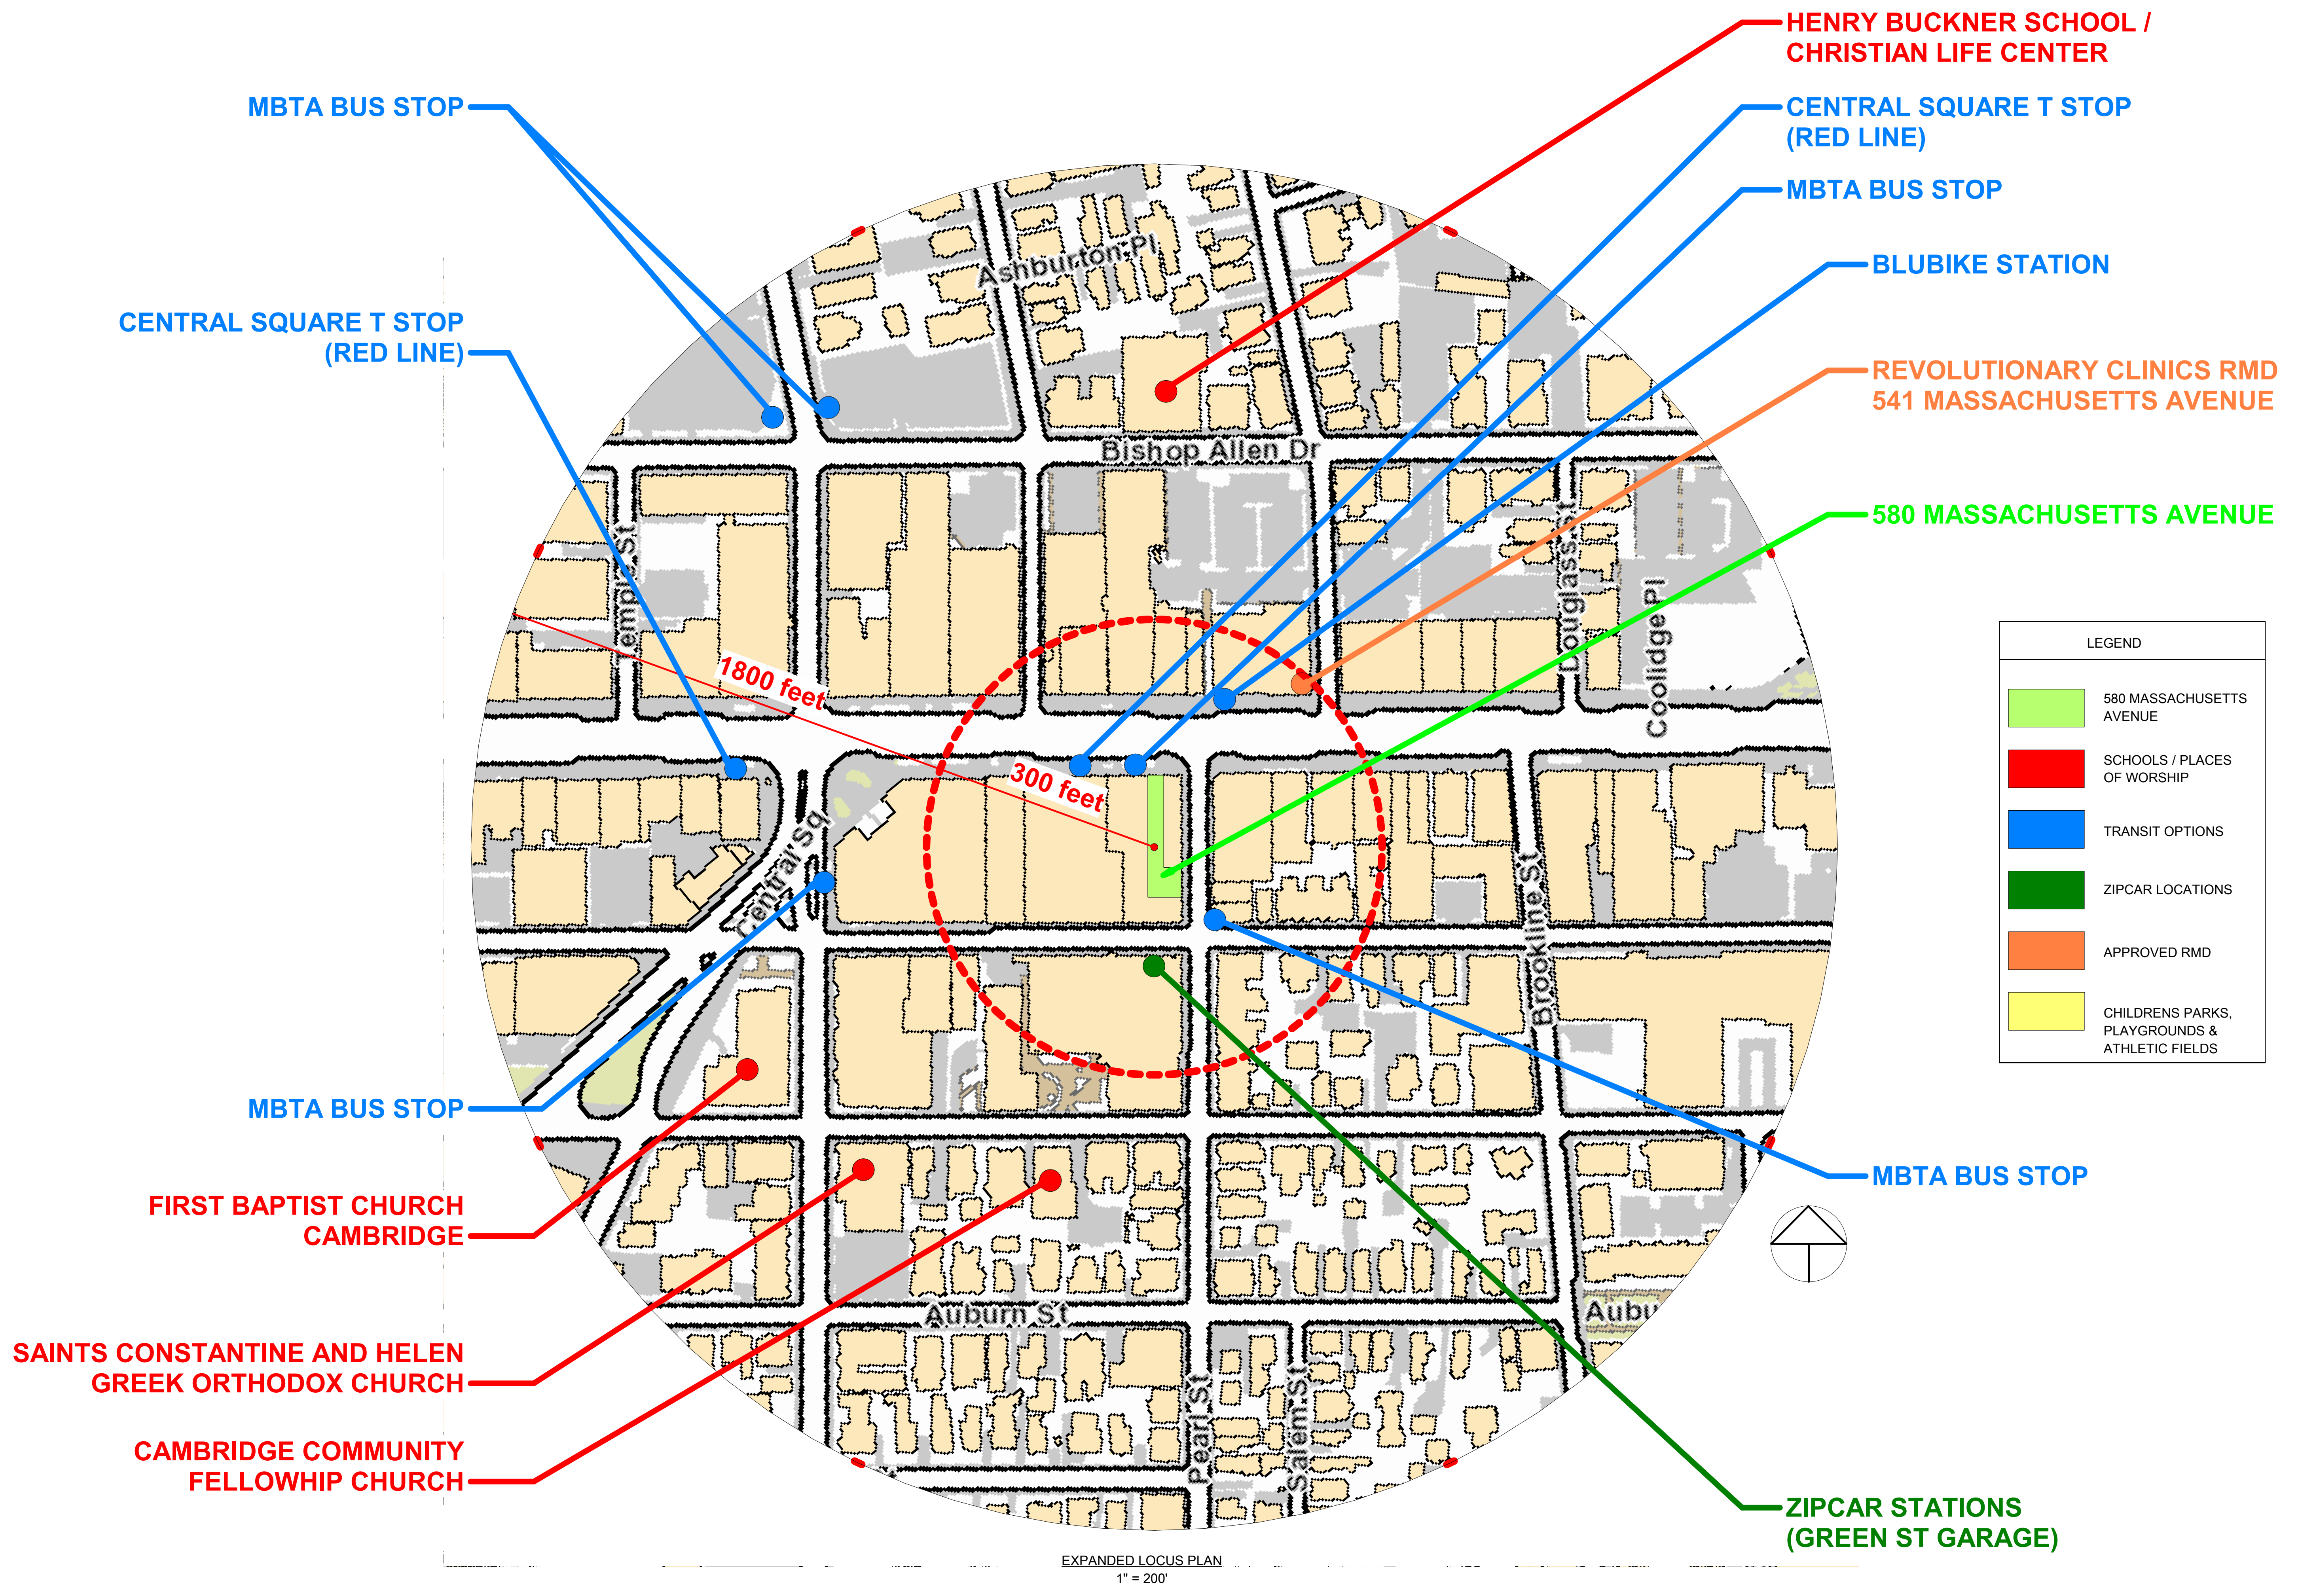 HENRY BUCKNER SCHOOL /
CHRISTIAN LIFE CENTER
MBTA BUS STOP
CENTRAL SQUARE T STOP
(RED LINE)
MBTA BUS STOP
BLUBIKE STATION
CENTRAL SQUARE T STOP
(RED LINE)
REVOLUTIONARY CLINICS RMD
541 MASSACHUSETTS AVENUE
580 MASSACHUSETTS AVENUE
Ashburton Pl
Bishop Allen Dr
Temple St
Douglass St
Coolidge Pl
1800 feet
300 feet
Central Sq
Brookline St
LEGEND
580 MASSACHUSETTS
AVENUE
SCHOOLS / PLACES
OF WORSHIP
TRANSIT OPTIONS
ZIPCAR LOCATIONS
APPROVED RMD
CHILDRENS PARKS,
PLAYGROUNDS &
ATHLETIC FIELDS
MBTA BUS STOP
MBTA BUS STOP
FIRST BAPTIST CHURCH
CAMBRIDGE
Auburn St
Aubu
SAINTS CONSTANTINE AND HELEN
GREEK ORTHODOX CHURCH
Pearl St
Salem St
CAMBRIDGE COMMUNITY
FELLOWHIP CHURCH
ZIPCAR STATIONS
(GREEN ST GARAGE)
EXPANDED LOCUS PLAN
1" = 200'